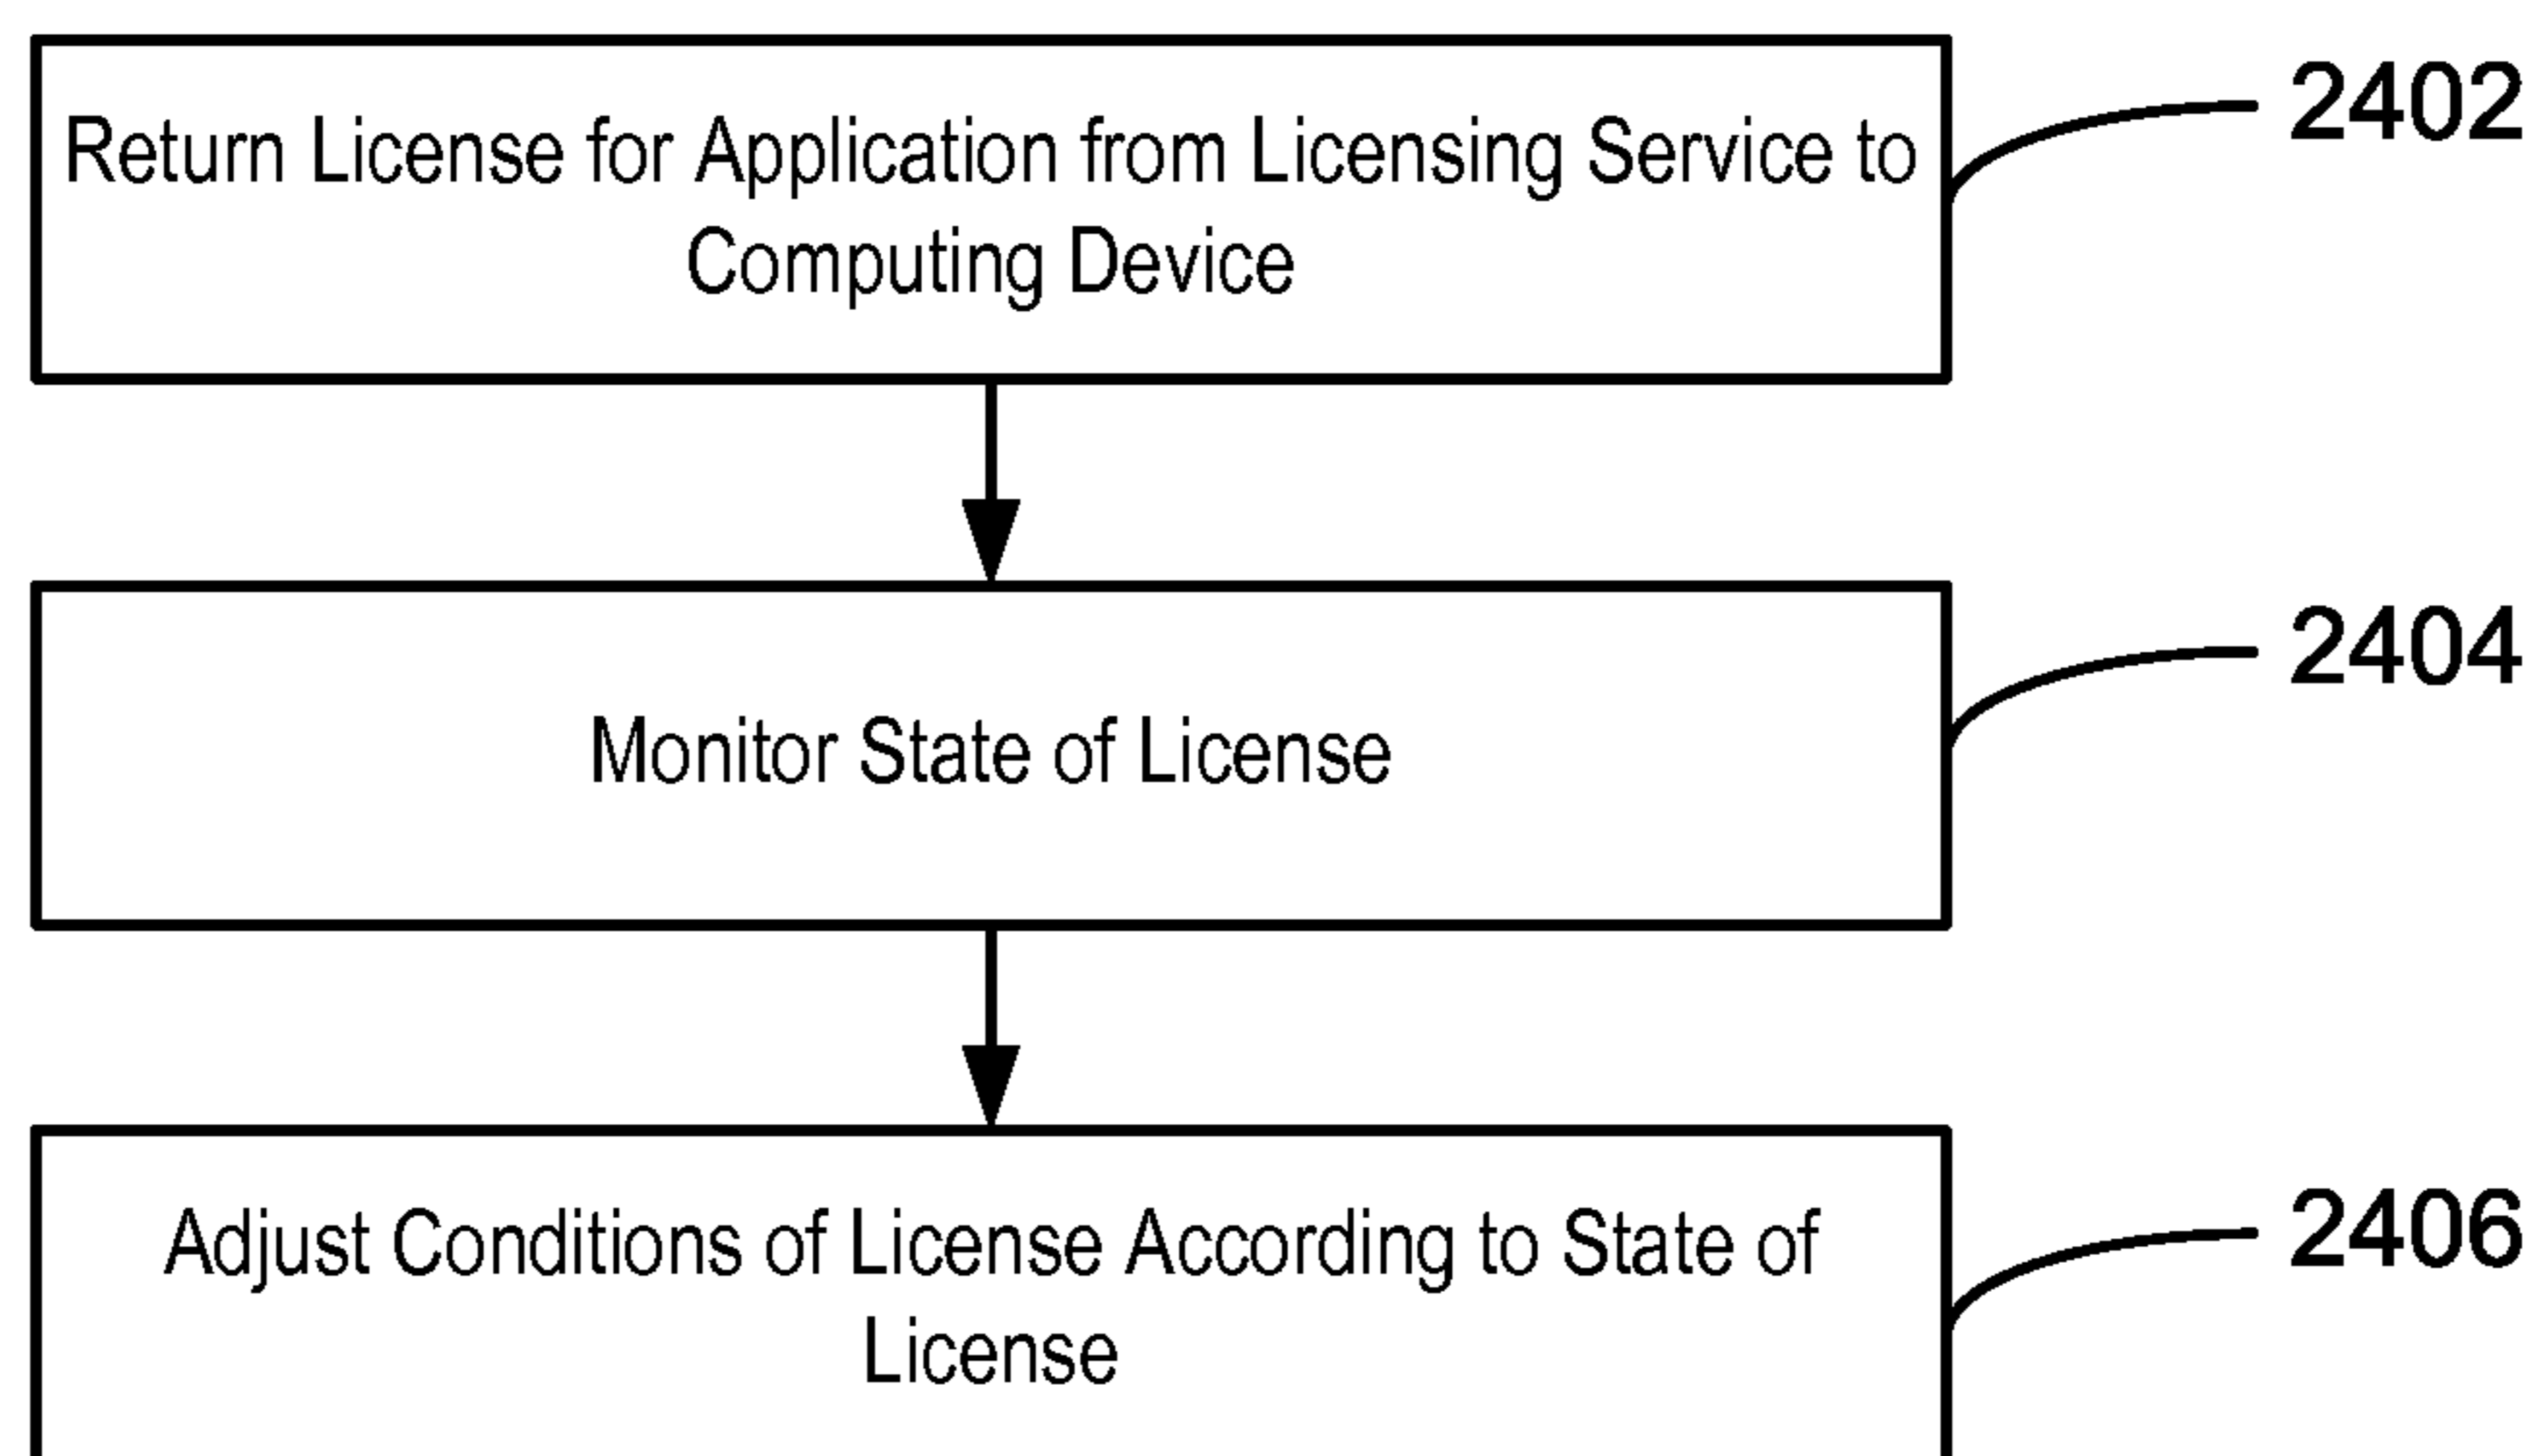 Return License for Application from Licensing Service to
Computing Device
2402
Monitor State of License
2404
Adjust Conditions of License According to State of
License
2406